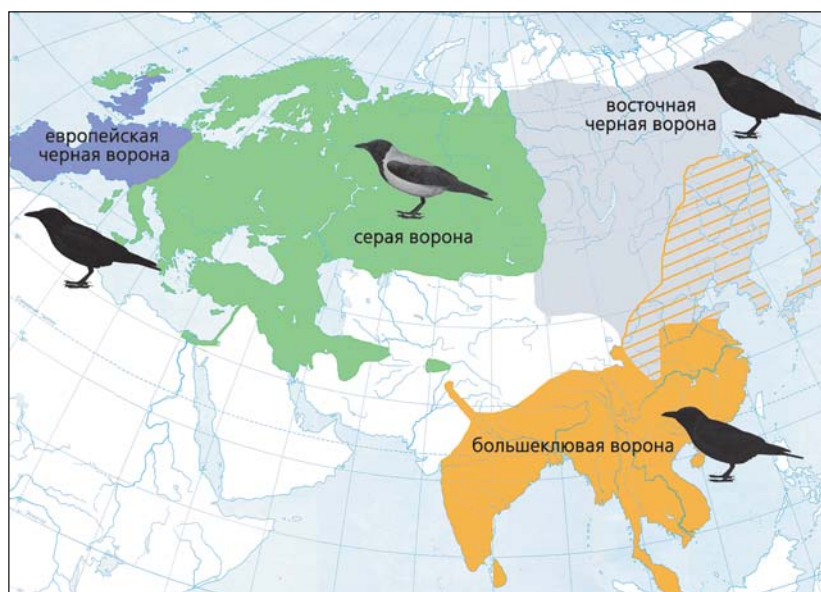 восточная
черная ворона
европейская
черная ворона
серая ворона
большеклювая ворона